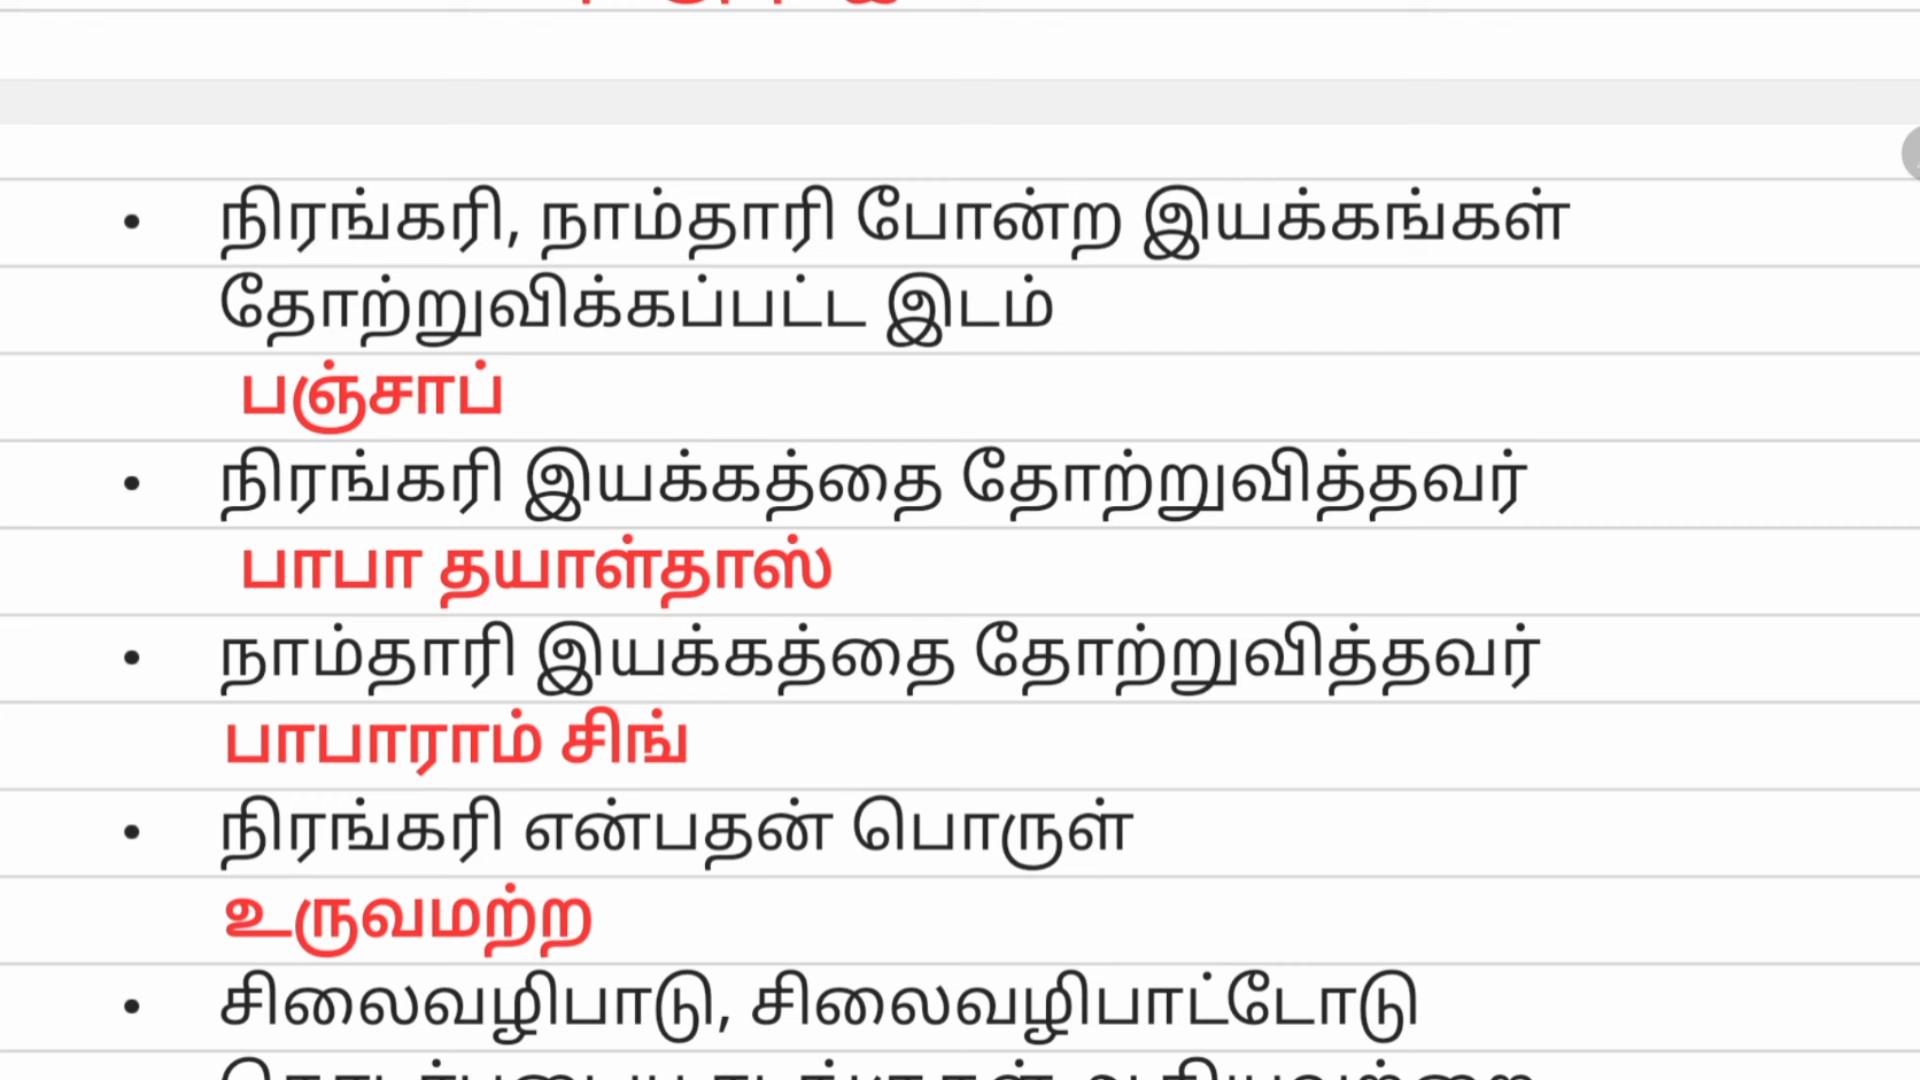 • நிரங்கரி, நாம்தாரி போன்ற இயக்கங்கள்
தோற்றுவிக்கப்பட்ட இடம்
பஞ்சாப்
• நிரங்கரி இயக்கத்தை தோற்றுவித்தவர்
பாபா தயாள்தாஸ்
• நாம்தாரி இயக்கத்தை தோற்றுவித்தவர்
பாபாராம் சிங்
• நிரங்கரி என்பதன் பொருள்
உருவமற்ற
• சிலைவழிபாடு, சிலைவழிபாட்டோடு